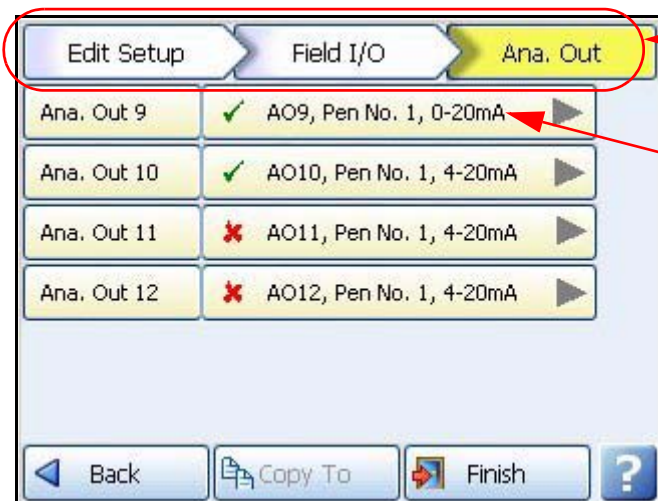 Edit Setup Field I/O Ana. Out
Ana. Out 9 AO9, Pen No. 1, 0-20mA
Ana. Out 10 AO10, Pen No. 1, 4-20mA
Ana. Out 11 AO11, Pen No. 1, 4-20mA
Ana. Out 12 AO12, Pen No. 1, 4-20mA
Back Copy To Finish ?